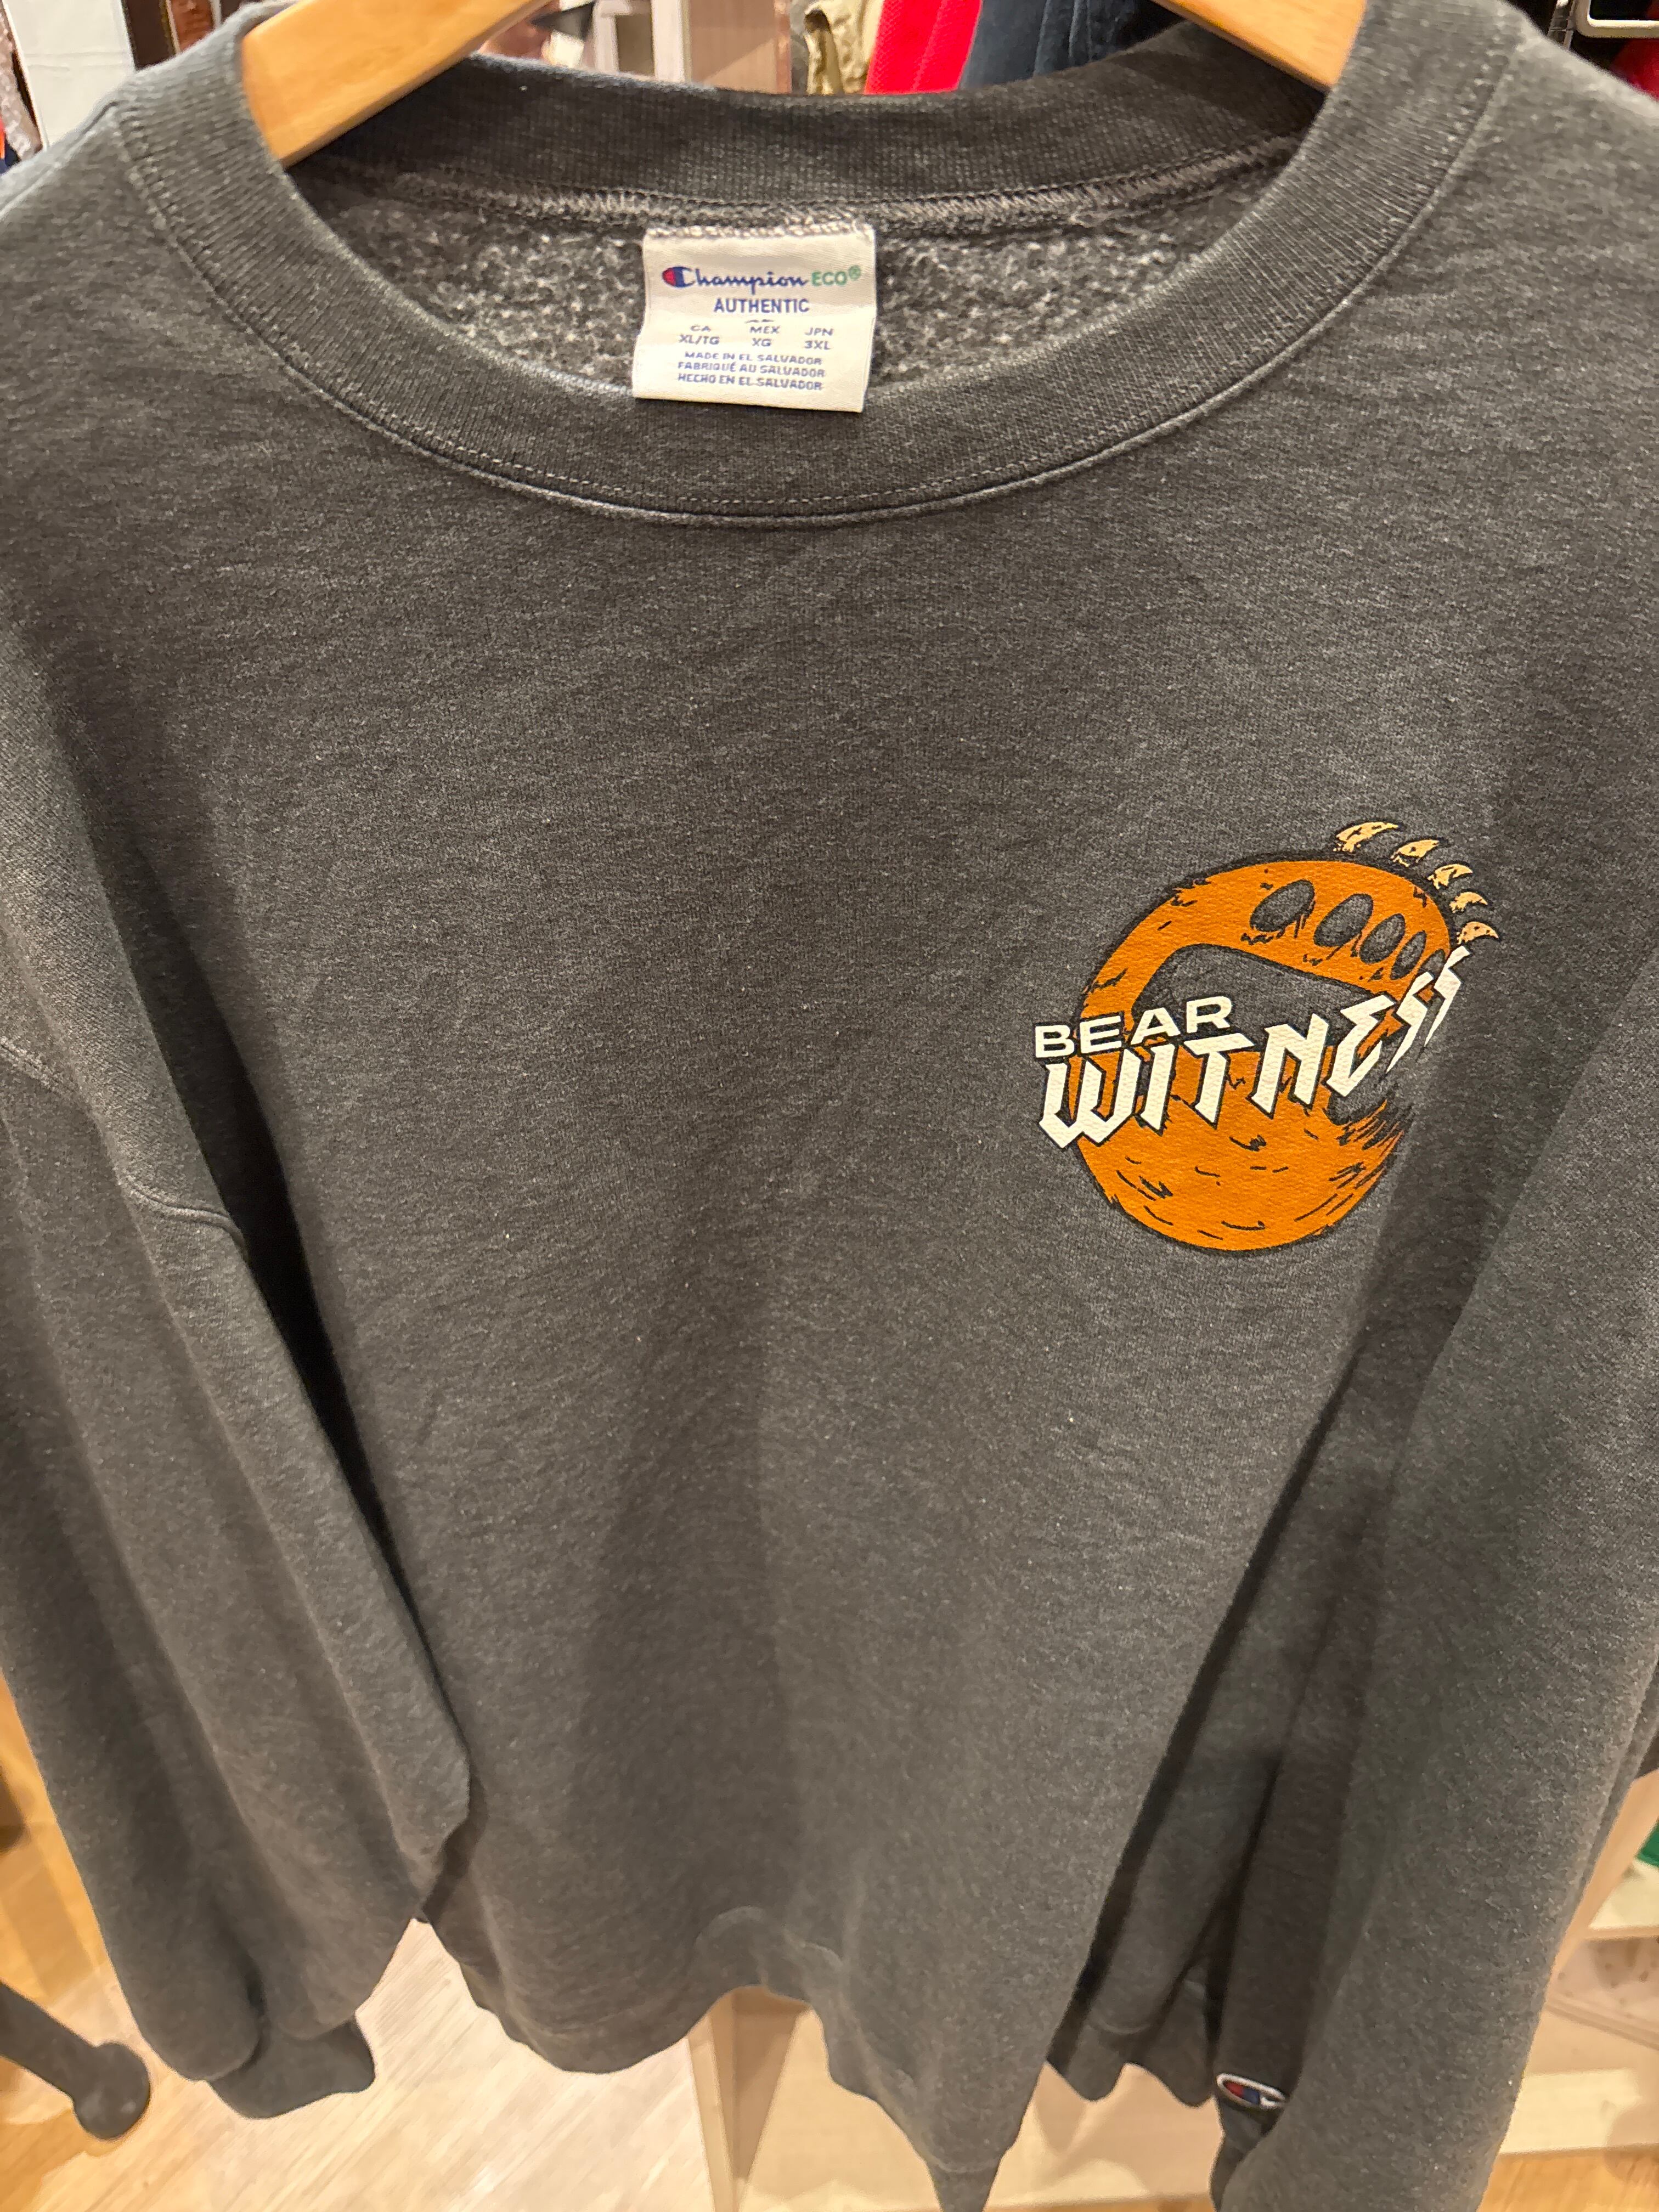 Champion ECO®
AUTHENTIC
CA MEX JPN
XL/TG XG 3XL
MADE IN EL SALVADOR
FABRIQUÉ AU SALVADOR
HECHO EN EL SALVADOR
BEAR
WITNESS